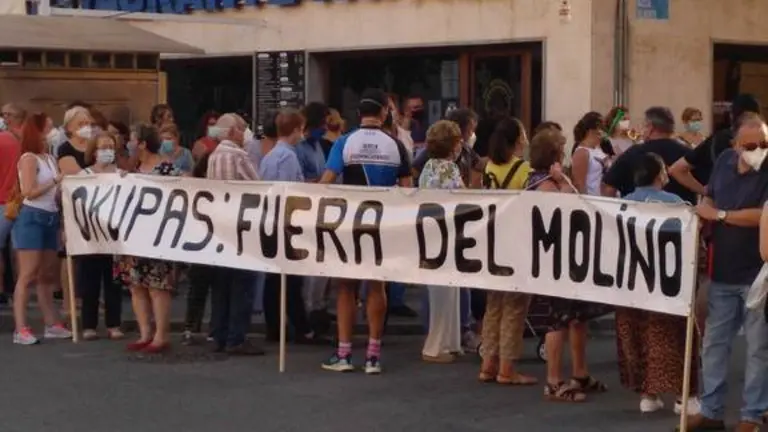 OKUPAS: FUERA DEL MOLINO